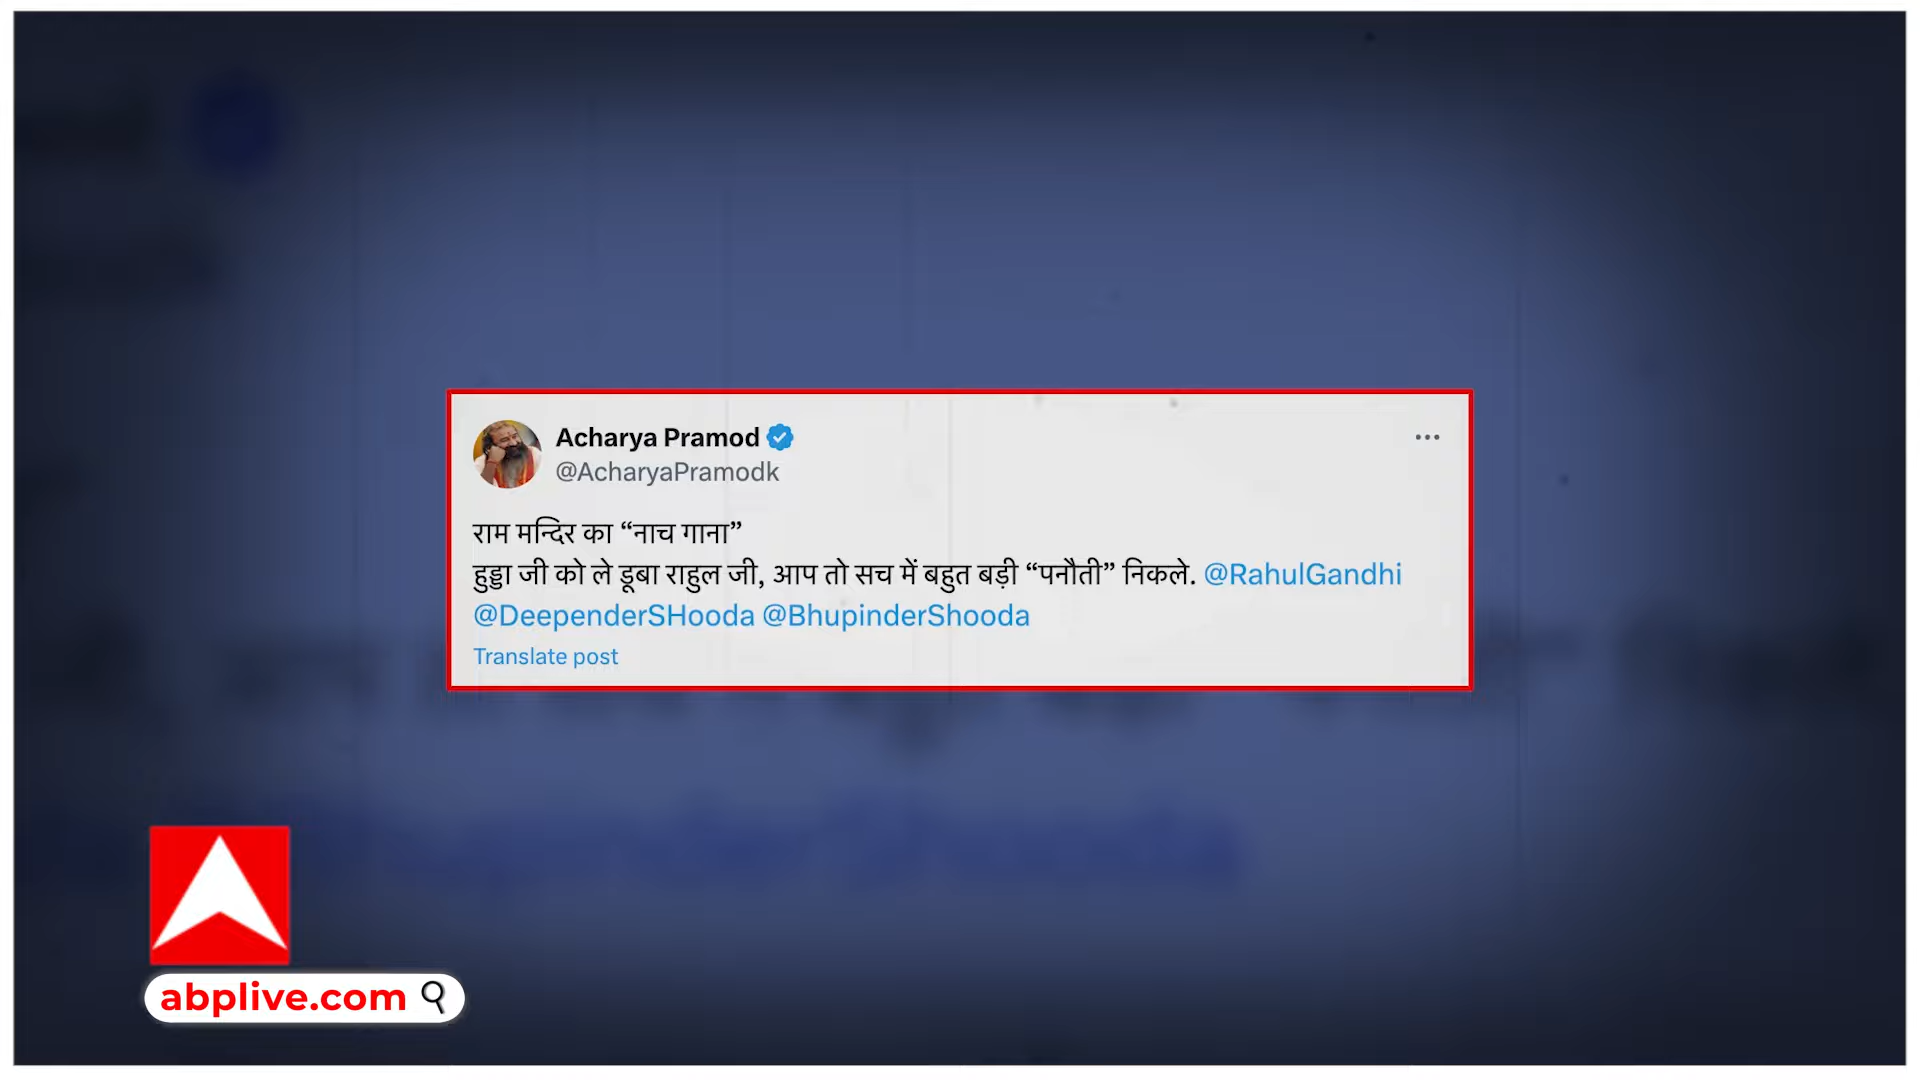 Acharya Pramod
@AcharyaPramodk
राम मन्दिर का “नाच गाना”
हुड्डा जी को ले डूबा राहुल जी, आप तो सच में बहुत बड़ी “पनौती” निकले. @RahulGandhi
@DeependerSHooda @BhupinderShooda
Translate post
abplive.com